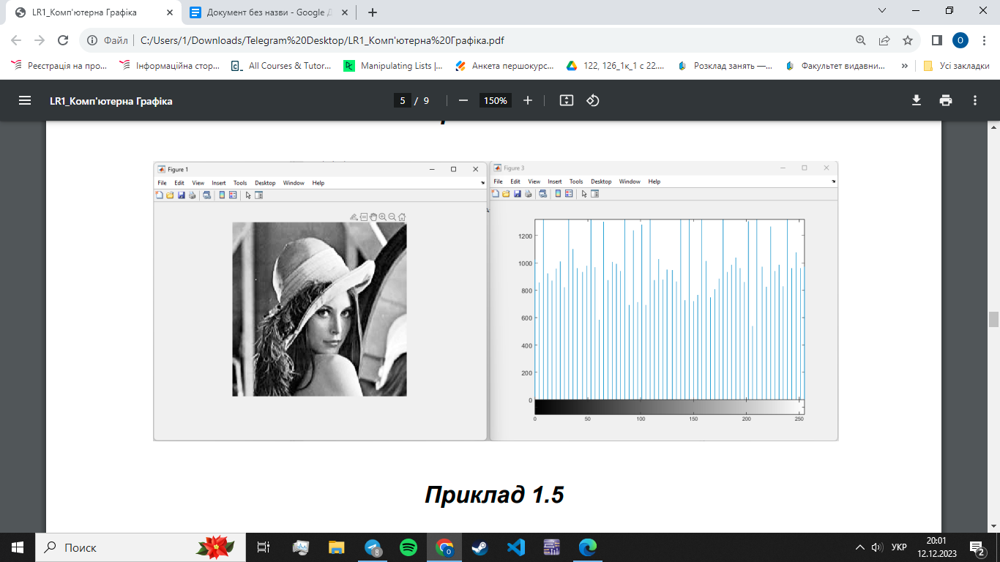 LR1_Комп'ютерна Графіка
Документ без назви - Google Д
Файл
C:/Users/1/Downloads/Telegram%20Desktop/LR1_Комп'ютерна%20Графіка.pdf
O
Реєстрація на про...
Інформаційна стор...
All Courses & Tutor...
Manipulating Lists |...
Анкета першокурс...
122, 126_1к_1 с 22....
Розклад занять —...
Факультет видавни...
»
Усі закладки
LR1_Комп'ютерна Графіка
5 / 9
150%
Figure 1
File Edit View Insert Tools Desktop Window Help
Figure 3
File Edit View Insert Tools Desktop Window Help
1200
1000
800
600
400
200
0
0 50 100 150 200 250
Приклад 1.5
Поиск
8
O
УКР
20:01
12.12.2023
2